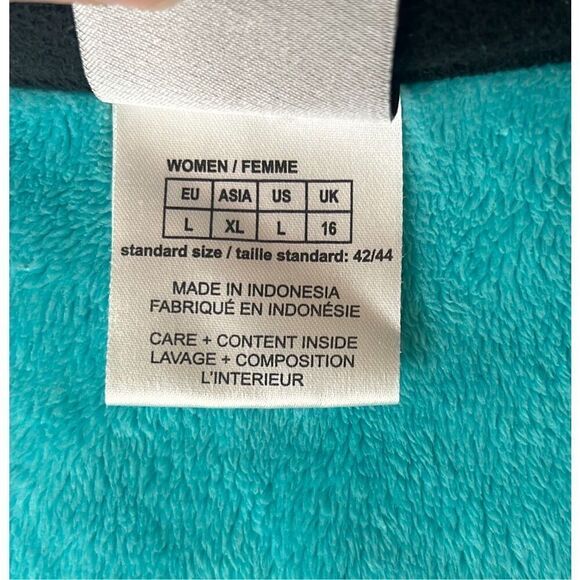 WOMEN / FEMME
EU ASIA US UK
L XL L 16
standard size / taille standard: 42/44
MADE IN INDONESIA
FABRIQUÉ EN INDONÉSIE
CARE + CONTENT INSIDE
LAVAGE + COMPOSITION
L'INTERIEUR